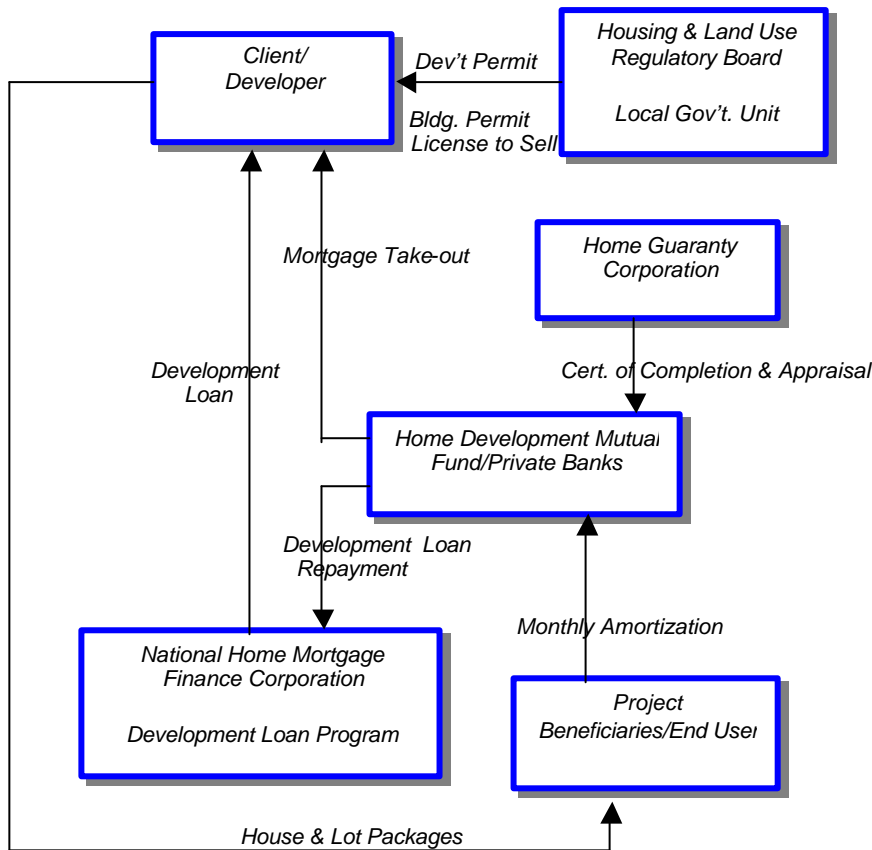 Client/
Developer
Dev't Permit
Housing & Land Use
Regulatory Board
Local Gov't. Unit
Bldg. Permit
License to Sell
Mortgage Take-out
Home Guaranty
Corporation
Development
Loan
Cert. of Completion & Appraisal
Home Development Mutual
Fund/Private Banks
Development Loan
Repayment
Monthly Amortization
National Home Mortgage
Finance Corporation
Development Loan Program
Project
Beneficiaries/End User
House & Lot Packages